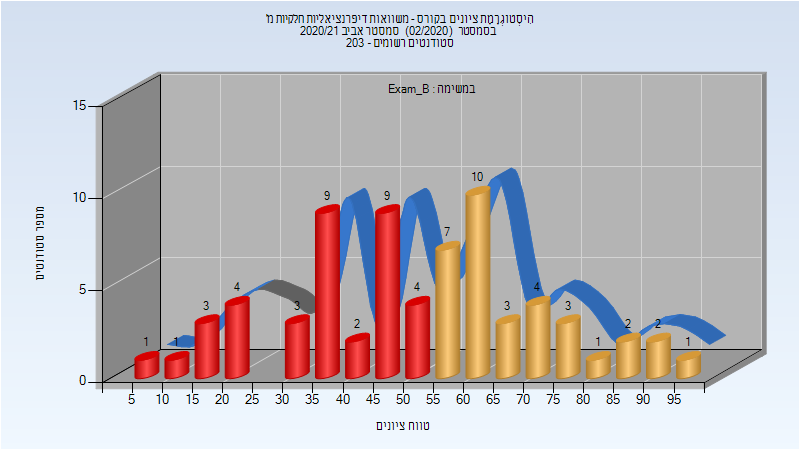 היסטוגרמת ציונים בקורס - משוואות דיפרנציאליות חלקיות מ'
בסמסטר (02/2020) סמסטר אביב 2020/21
סטודנטים רשומים - 203
במשימה : Exam_B
מספר סטודנטים
15
10
5
0
1 1 3 4 3 9 2 9 4 7 10 3 4 3 1 2 2 1
5 10 15 20 25 30 35 40 45 50 55 60 65 70 75 80 85 90 95
טווח ציונים